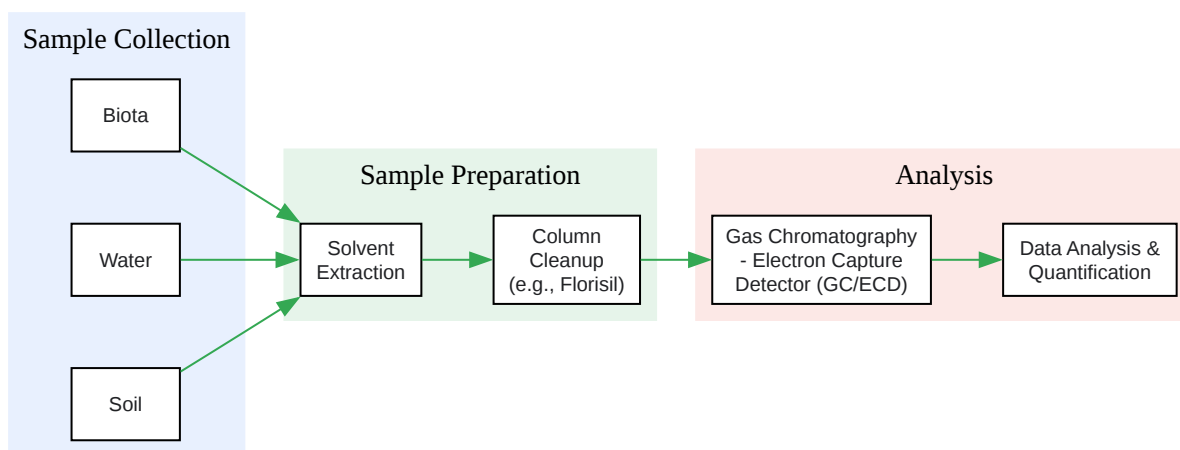 Sample Collection
Biota
Water
Soil
Sample Preparation
Solvent
Extraction
Column
Cleanup
(e.g., Florisil)
Analysis
Gas Chromatography
- Electron Capture
Detector (GC/ECD)
Data Analysis &
Quantification